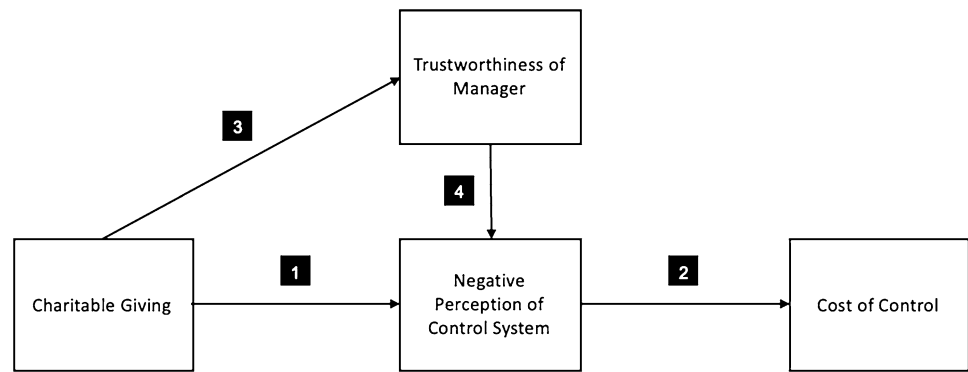 Trustworthiness of
Manager
3
4
1
2
Charitable Giving
Negative
Perception of
Control System
Cost of Control